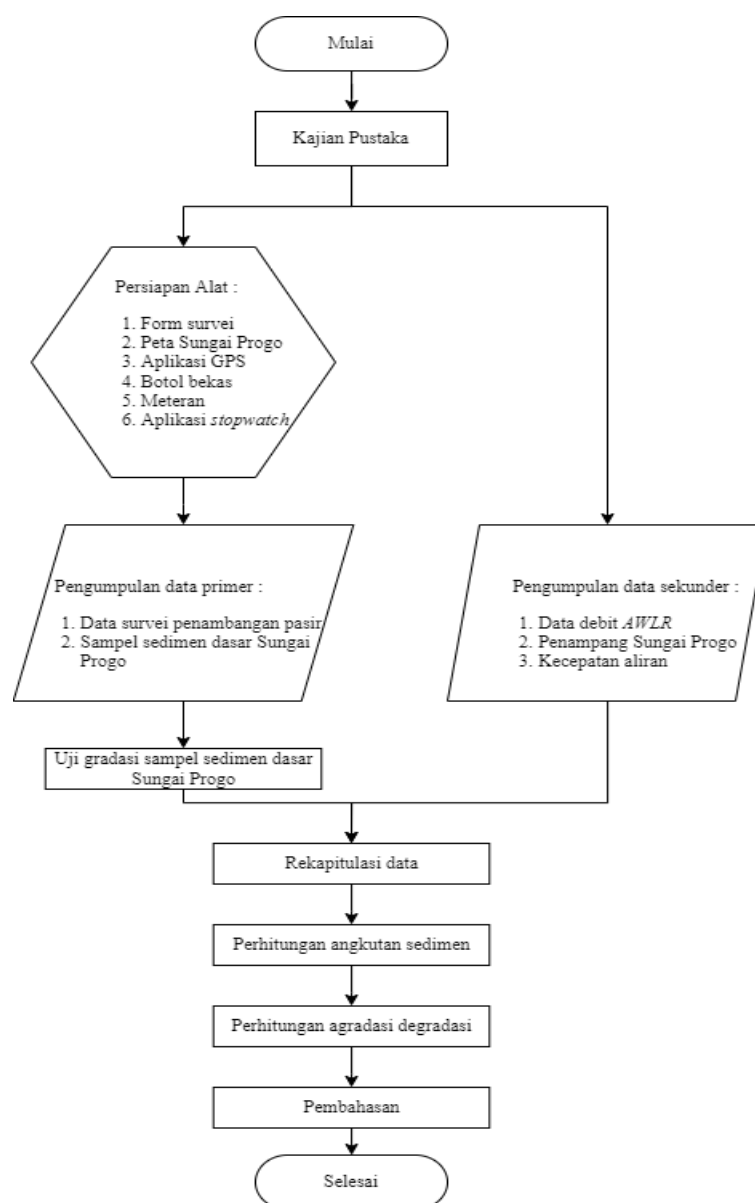 Mulai
Kajian Pustaka
Persiapan Alat :
1. Form survei
2. Peta Sungai Progo
3. Aplikasi GPS
4. Botol bekas
5. Meteran
6. Aplikasi stopwatch
Pengumpulan data primer :
1. Data survei penambangan pasir
2. Sampel sedimen dasar Sungai
Progo
Pengumpulan data sekunder :
1. Data debit AWLR
2. Penampang Sungai Progo
3. Kecepatan aliran
Uji gradasi sampel sedimen dasar
Sungai Progo
Rekapitulasi data
Perhitungan angkutan sedimen
Perhitungan agradasi degradasi
Pembahasan
Selesai